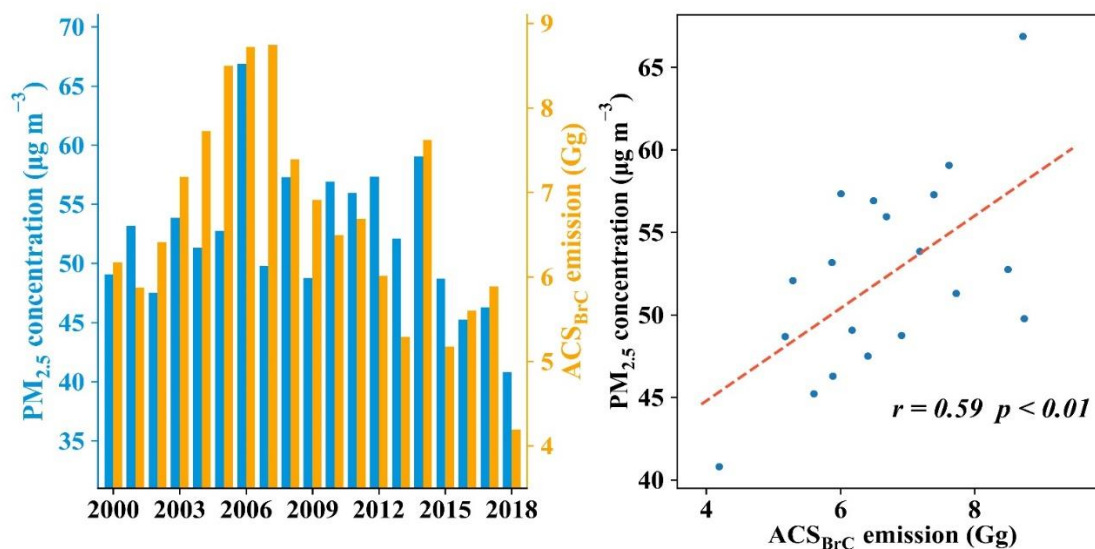 PM2.5 concentration (μg m−3)
70
65
60
55
50
45
40
35
2000 2003 2006 2009 2012 2015 2018
9
8
7
6
5
4
ACSBrC emission (Gg)
PM2.5 concentration (μg m−3)
65
60
55
50
45
40
r = 0.59 p < 0.01
4 6 8
ACSBrC emission (Gg)